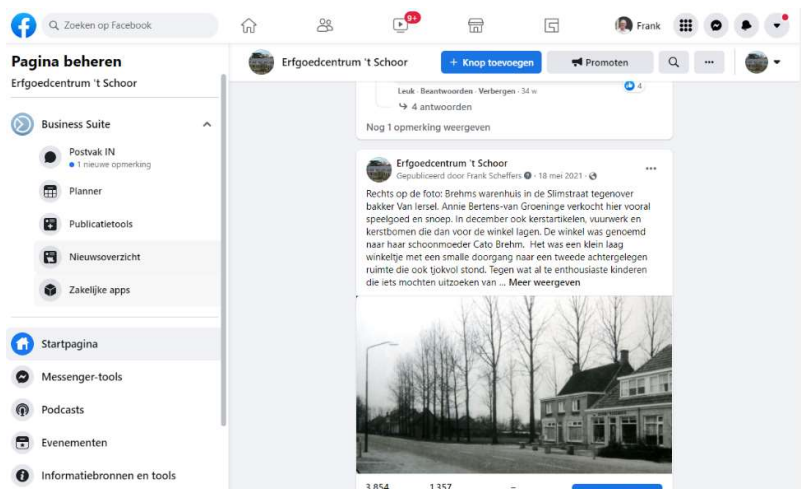 Zoeken op Facebook
9+
Frank
Pagina beheren
Erfgoedcentrum 't Schoor
Business Suite
Postvak IN
1 nieuwe opmerking
Planner
Publicatietools
Nieuwsoverzicht
Zakelijke apps
Startpagina
Messenger-tools
Podcasts
Evenementen
Informatiebronnen en tools
Erfgoedcentrum 't Schoor
+ Knop toevoegen
Promoten
Leuk · Beantwoorden · Verbergen · 34 w
4
4 antwoorden
Nog 1 opmerking weergeven
Erfgoedcentrum 't Schoor
Gepubliceerd door Frank Scheffers · 18 mei 2021 ·
Rechts op de foto: Brehms warenhuis in de Slimstraat tegenover
bakker Van Iersel. Annie Bertens-van Groeninge verkocht hier vooral
speelgoed en snoep. In december ook kerstartikelen, vuurwerk en
kerstbomen die dan voor de winkel lagen. De winkel was genoemd
naar haar schoonmoeder Cato Brehm. Het was een klein laag
winkeltje met een smalle doorgang naar een tweede achtergelegen
ruimte die ook tjokvol stond. Tegen wat al te enthousiaste kinderen
die iets mochten uitzoeken van ... Meer weergeven
3.854 1.357 –